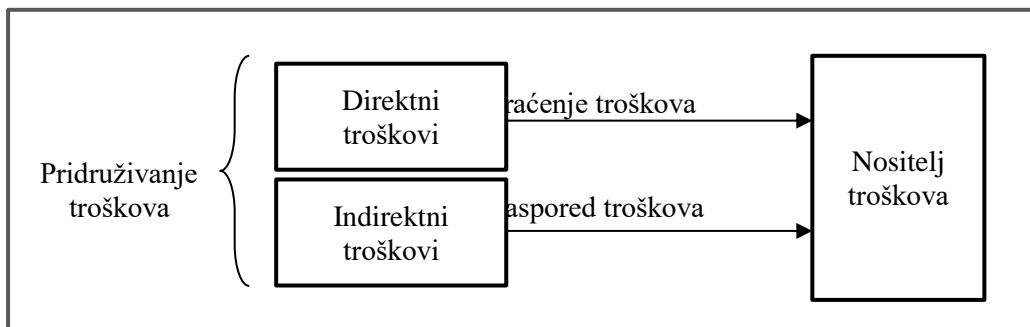 Pridruživanje
troškova
Direktni
troškovi
raćenje troškova
Indirektni
troškovi
aspored troškova
Nositelj
troškova